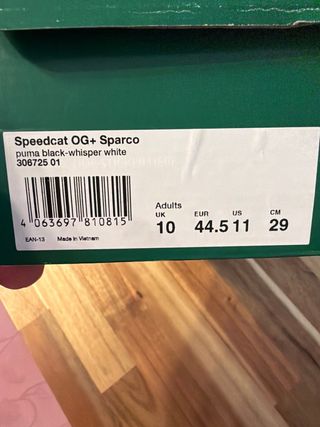 Speedcat OG+ Sparco
puma black-whisper white
306725 01
4 063697 810815
EAN-13 Made in Vietnam
Adults
UK EUR US CM
10 44.5 11 29